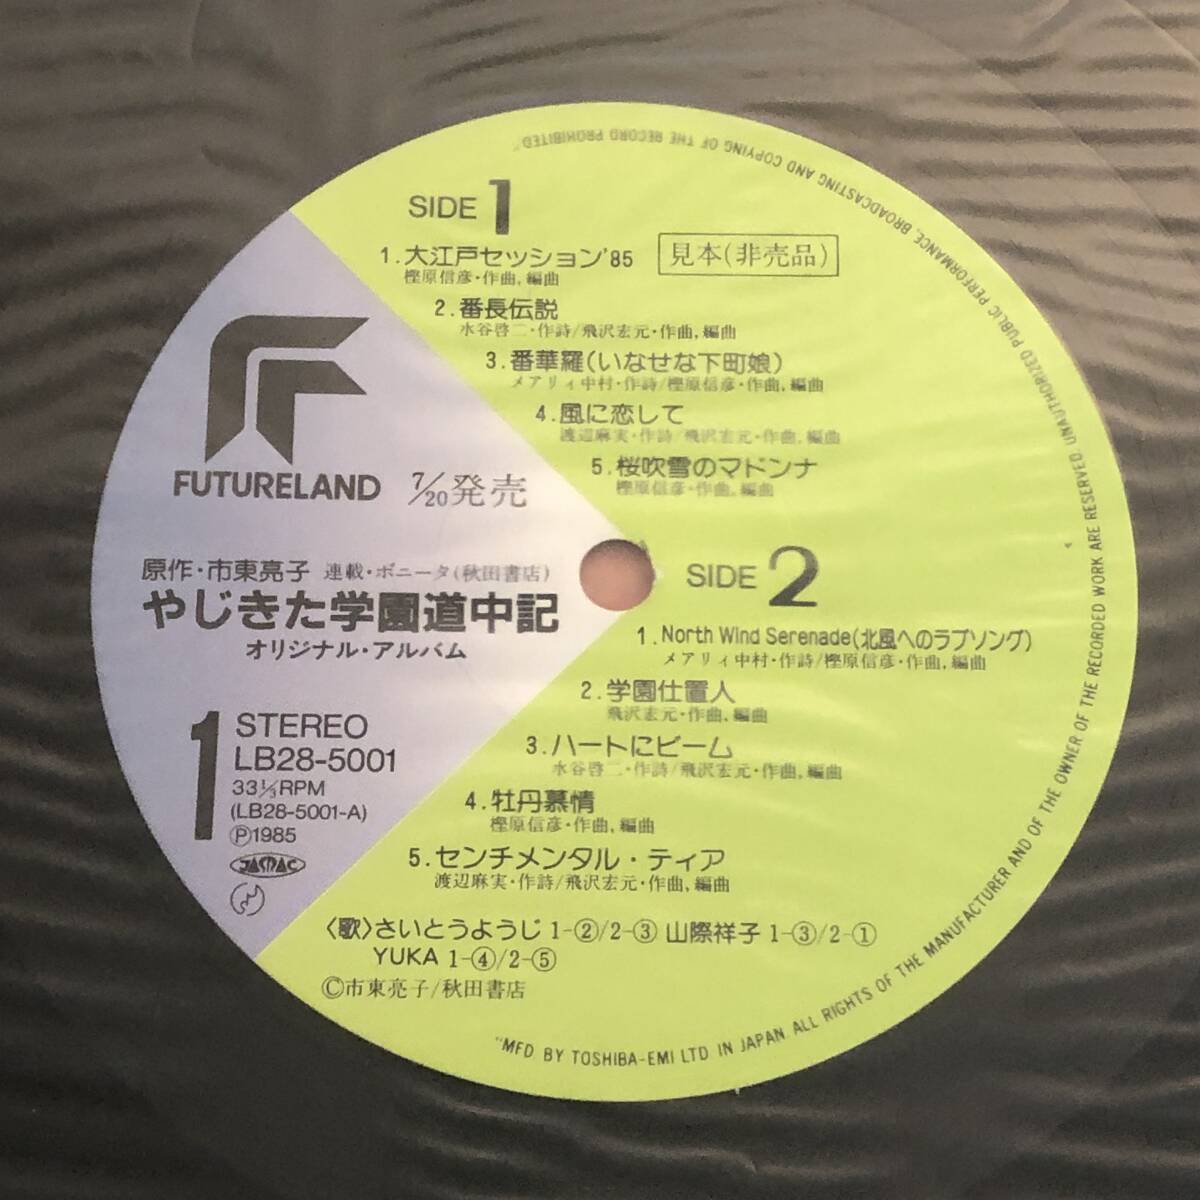 FUTURELAND
7/20発売
原作・市東亮子 連載・ボニータ(秋田書店)
やじきた学園道中記
オリジナル・アルバム
1
STEREO
LB28-5001
33⅓RPM
(LB28-5001-A)
Ⓟ1985
JASRAC
SIDE 1
1.大江戸セッション'85
見本(非売品)
樫原信彦・作曲,編曲
2.番長伝説
水谷啓二・作詩/飛沢宏元・作曲,編曲
3.番華羅(いなせな下町娘)
メアリィ中村・作詩/樫原信彦・作曲,編曲
4.風に恋して
渡辺麻実・作詩/飛沢宏元・作曲,編曲
5.桜吹雪のマドンナ
樫原信彦・作曲,編曲
SIDE 2
1.North Wind Serenade(北風へのラブソング)
メアリィ中村・作詩/樫原信彦・作曲,編曲
2.学園仕置人
飛沢宏元・作曲,編曲
3.ハートにビーム
水谷啓二・作詩/飛沢宏元・作曲,編曲
4.牡丹慕情
樫原信彦・作曲,編曲
5.センチメンタル・ティア
渡辺麻実・作詩/飛沢宏元・作曲,編曲
〈歌〉さいとうようじ 1-②/2-③ 山際祥子 1-③/2-①
YUKA 1-④/2-⑤
Ⓒ市東亮子/秋田書店
"MFD BY TOSHIBA-EMI LTD IN JAPAN ALL RIGHTS OF THE MANUFACTURER AND OF THE OWNER OF THE RECORDED WORK ARE RESERVED UNAUTHORIZED PUBLIC PERFORMANCE, BROADCASTING AND COPYING OF THE RECORD PROHIBITED"